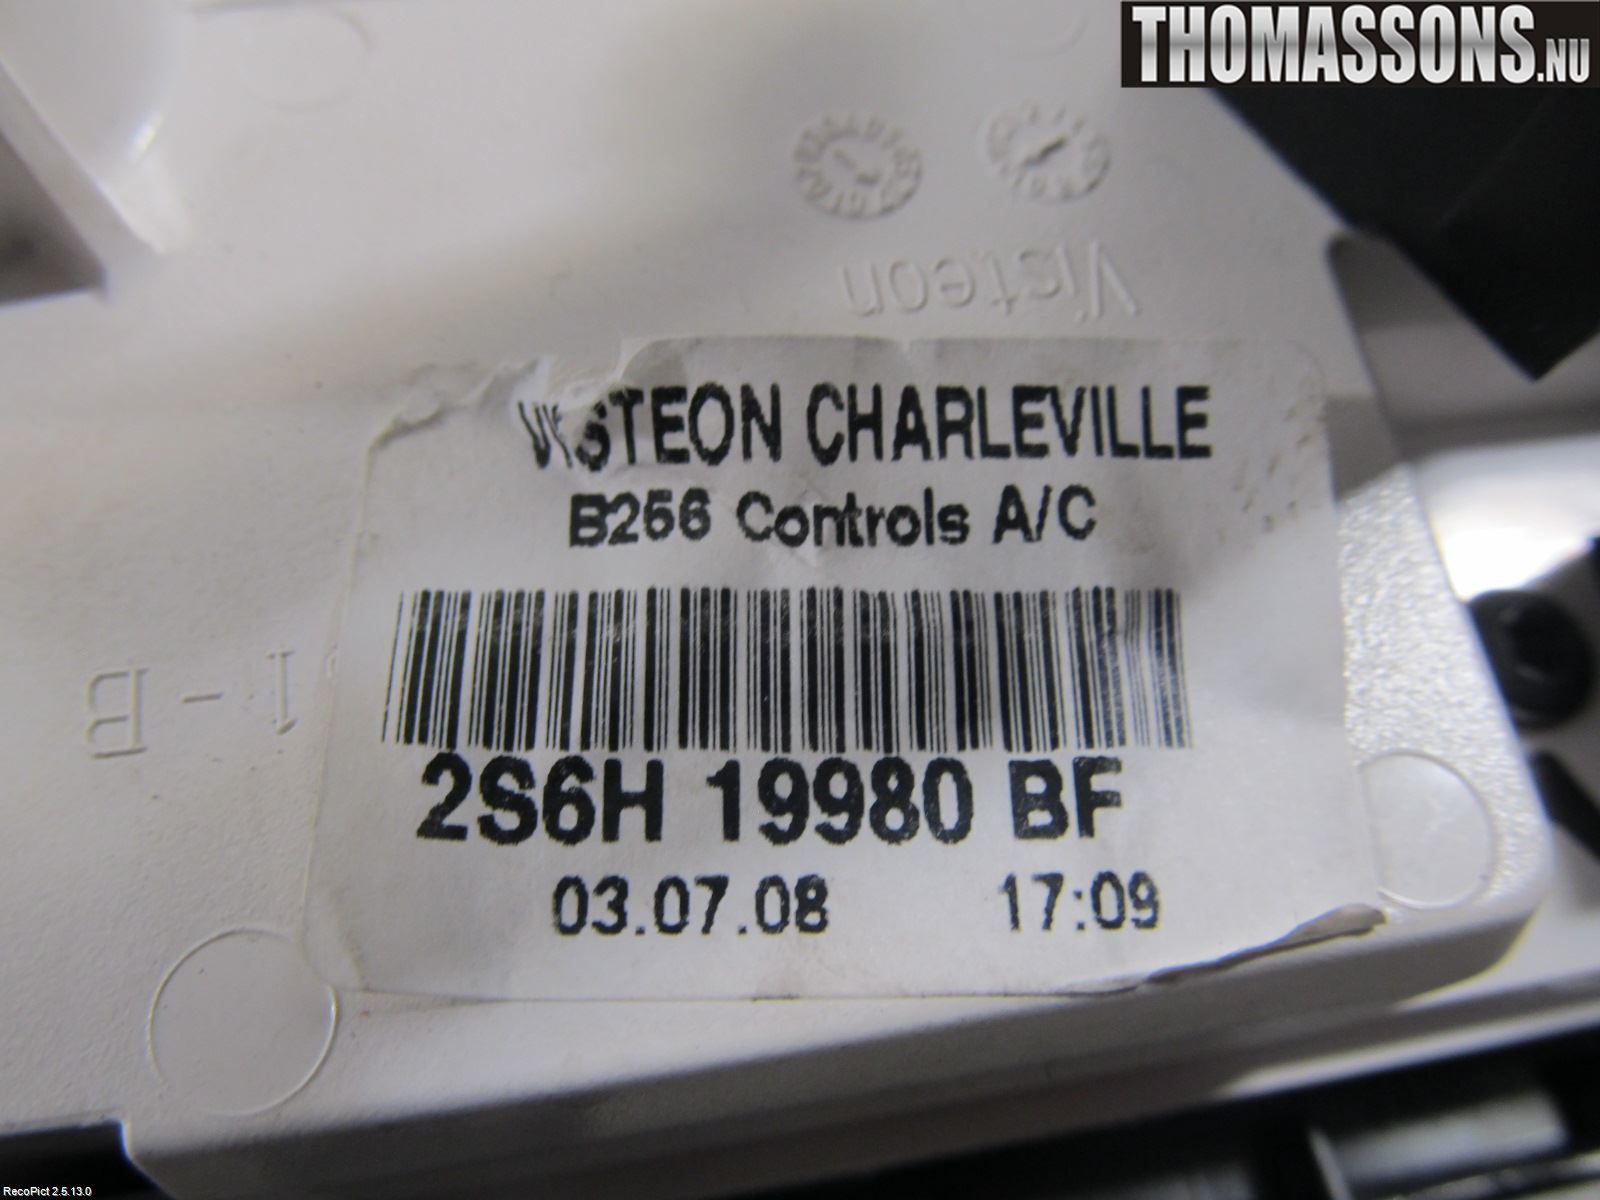 THOMASSONS.NU
Visteon
VISTEON CHARLEVILLE
B256 Controls A/C
1-B
2S6H 19980 BF
03.07.08 17:09
RecoPict 2.5.13.0